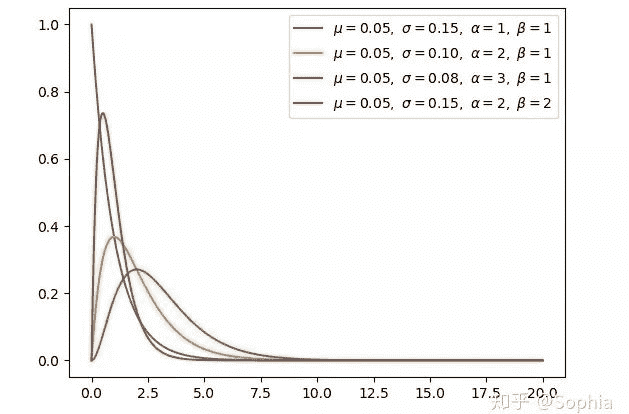 1.0
0.8
0.6
0.4
0.2
0.0
μ = 0.05, σ = 0.15, α = 1, β = 1
μ = 0.05, σ = 0.10, α = 2, β = 1
μ = 0.05, σ = 0.08, α = 3, β = 1
μ = 0.05, σ = 0.15, α = 2, β = 2
0.0 2.5 5.0 7.5 10.0 12.5 15.0 17.5 20.0
知乎 @Sophia